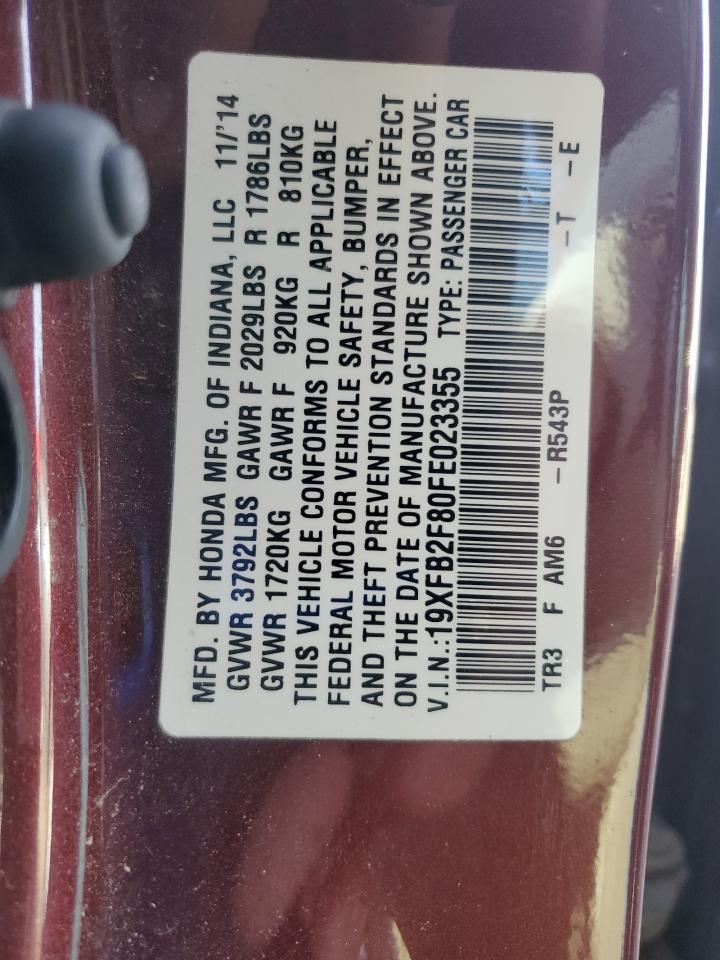 MFD. BY HONDA MFG. OF INDIANA, LLC 11/'14
GVWR 3792LBS GAWR F 2029LBS R 1786LBS
GVWR 1720KG GAWR F 920KG R 810KG
THIS VEHICLE CONFORMS TO ALL APPLICABLE
FEDERAL MOTOR VEHICLE SAFETY, BUMPER,
AND THEFT PREVENTION STANDARDS IN EFFECT
ON THE DATE OF MANUFACTURE SHOWN ABOVE.
V.I.N.:19XFB2F80FE023355 TYPE: PASSENGER CAR
TR3 F AM6 -R543P -T -E